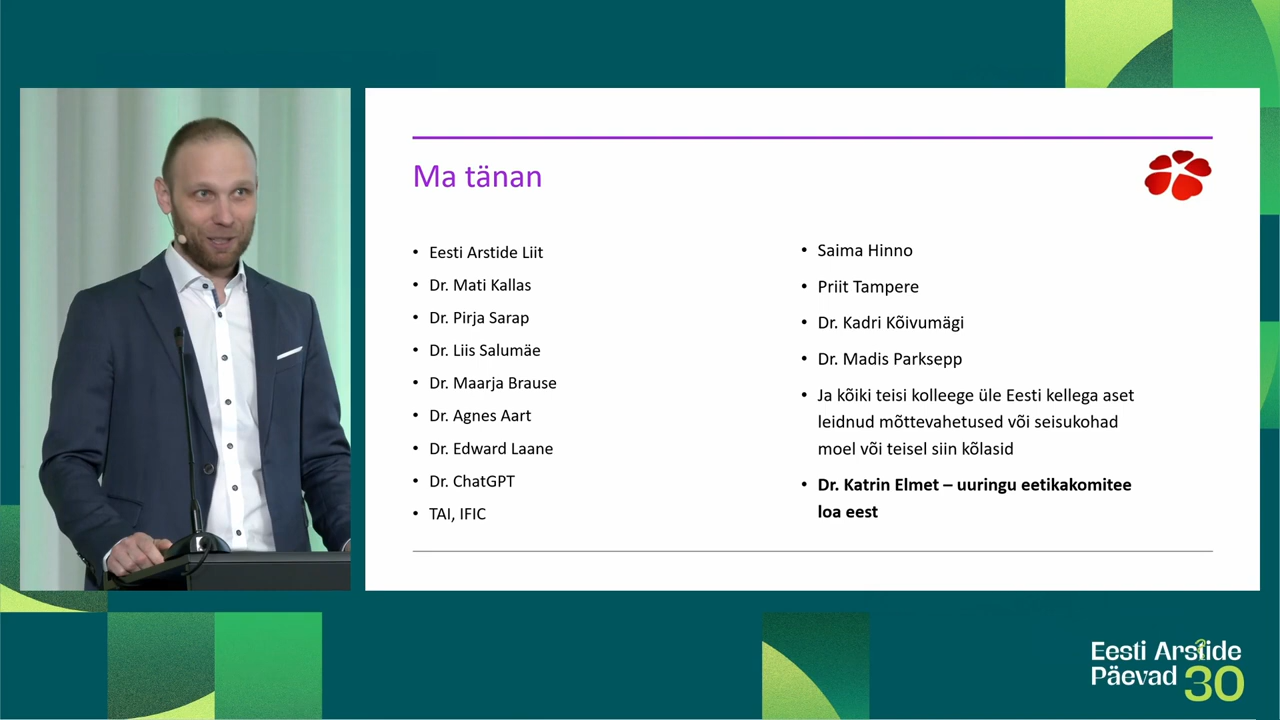 Ma tänan
• Eesti Arstide Liit
• Dr. Mati Kallas
• Dr. Pirja Sarap
• Dr. Liis Salumäe
• Dr. Maarja Brause
• Dr. Agnes Aart
• Dr. Edward Laane
• Dr. ChatGPT
• TAI, IFIC
• Saima Hinno
• Priit Tampere
• Dr. Kadri Kõivumägi
• Dr. Madis Parksepp
• Ja kõiki teisi kolleege üle Eesti kellega aset
leidnud mõttevahetused või seisukohad
moel või teisel siin kõlasid
• Dr. Katrin Elmet – uuringu eetikakomitee
loa eest
Eesti Arstide
Päevad 30